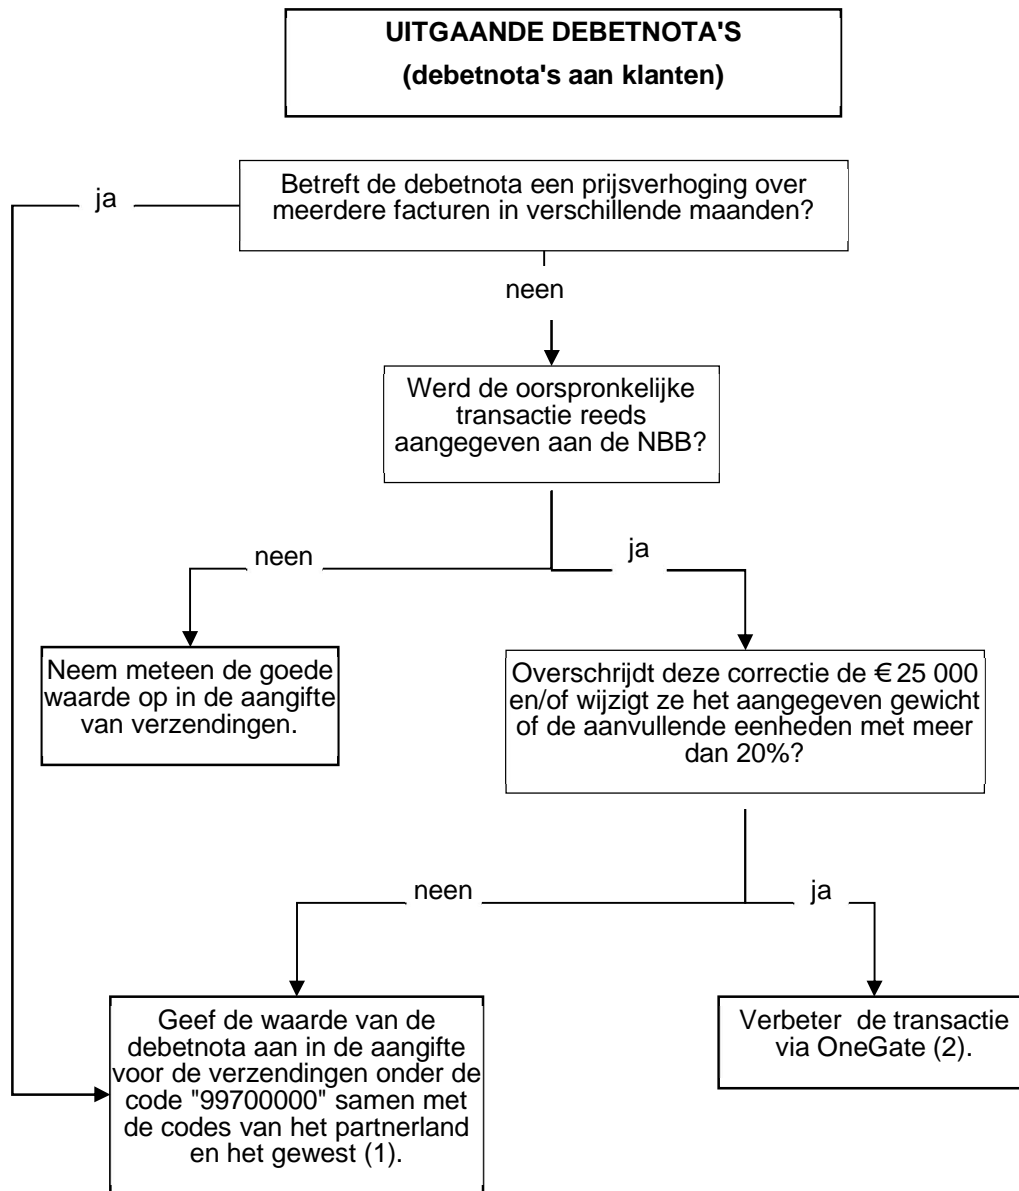 UITGAANDE DEBETNOTA'S
(debetnota's aan klanten)
ja
Betreft de debetnota een prijsverhoging over
meerdere facturen in verschillende maanden?
neen
Werd de oorspronkelijke
transactie reeds
aangegeven aan de NBB?
neen
ja
Neem meteen de goede
waarde op in de aangifte
van verzendingen.
Overschrijdt deze correctie de € 25 000
en/of wijzigt ze het aangegeven gewicht
of de aanvullende eenheden met meer
dan 20%?
neen
ja
Geef de waarde van de
debetnota aan in de aangifte
voor de verzendingen onder de
code "99700000" samen met
de codes van het partnerland
en het gewest (1).
Verbeter de transactie
via OneGate (2).